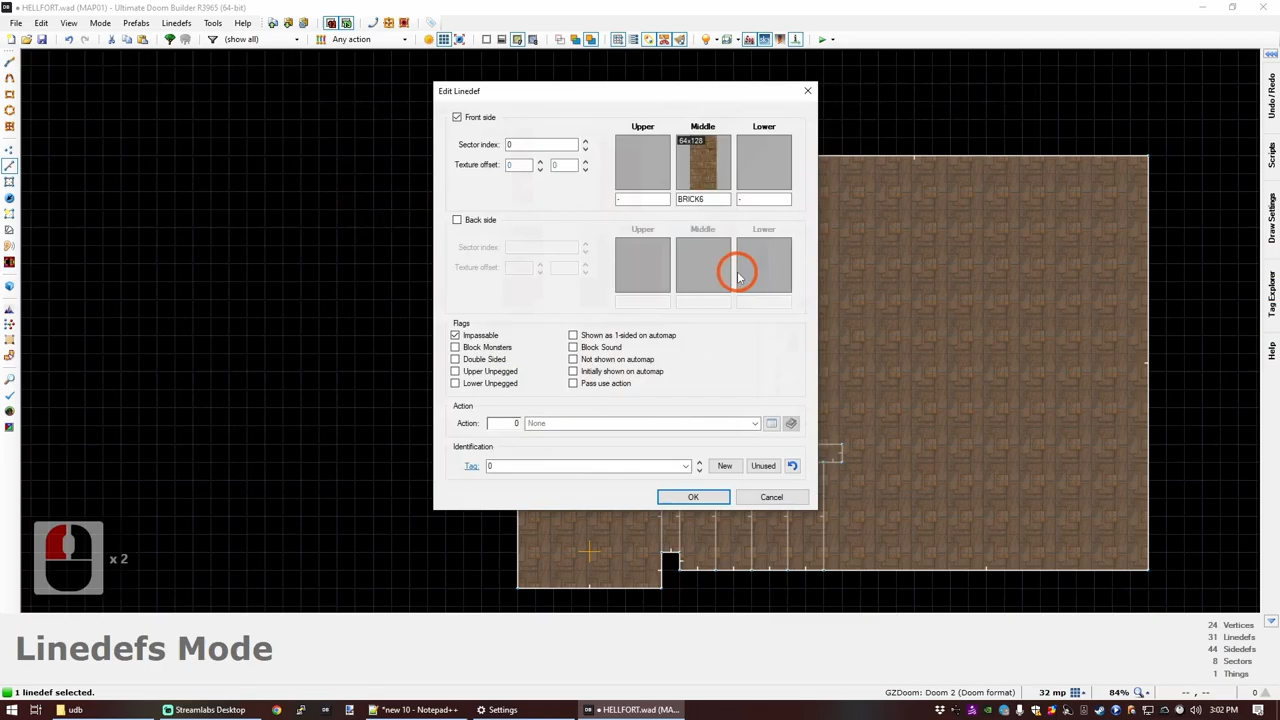 ● HELLFORT.wad (MAP01) - Ultimate Doom Builder R3965 (64-bit)
File Edit View Mode Prefabs Linedefs Tools Help
(show all) Any action
Edit Linedef
Front side
Upper Middle Lower
Sector index: 0
64x128
Texture offset: 0 0
- BRICK6 -
Back side
Upper Middle Lower
Sector index:
Texture offset:
Flags
Impassable Shown as 1-sided on automap
Block Monsters Block Sound
Double Sided Not shown on automap
Upper Unpegged Initially shown on automap
Lower Unpegged Pass use action
Action
Action: 0 None
Identification
Tag: 0 New Unused
OK Cancel
Undo / Redo
Scripts
Draw Settings
Tag Explorer
Help
x 2
Linedefs Mode
24 Vertices
31 Linedefs
44 Sidedefs
8 Sectors
1 Things
1 linedef selected. GZDoom: Doom 2 (Doom format) 32 mp 84% --, -- 0
udb Streamlabs Desktop *new 10 - Notepad++ Settings ● HELLFORT.wad (MA... 3:02 PM